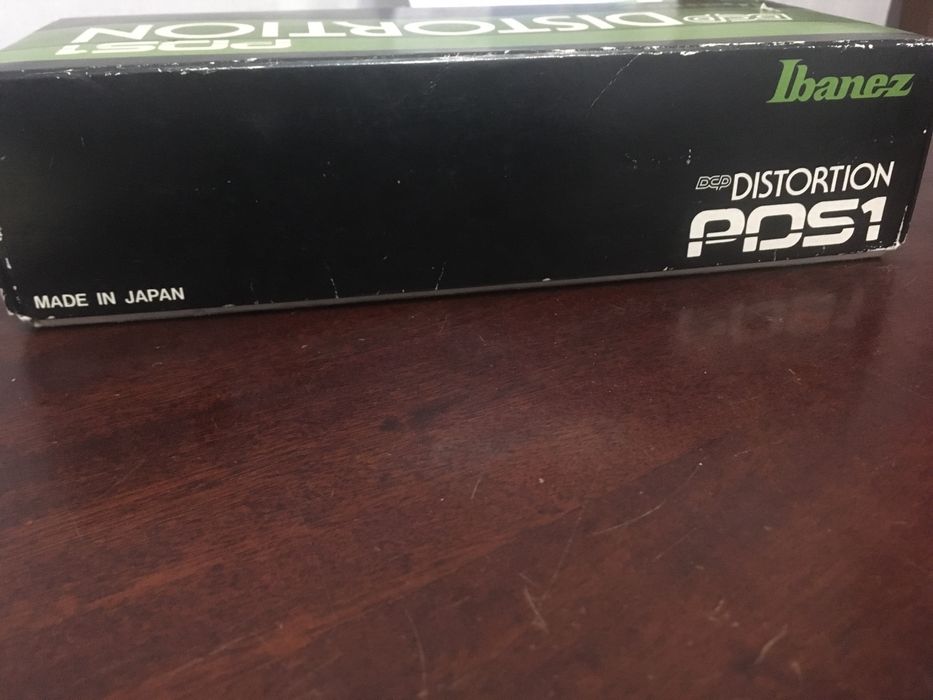 DCP DISTORTION
PDS1
Ibanez
DCP DISTORTION
PDS1
MADE IN JAPAN